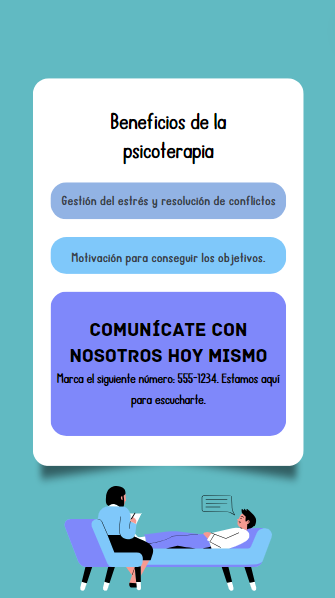 Beneficios de la
psicoterapia
Gestión del estrés y resolución de conflictos
Motivación para conseguir los objetivos.
COMUNÍCATE CON
NOSOTROS HOY MISMO
Marca el siguiente número: 555-1234. Estamos aquí
para escucharte.